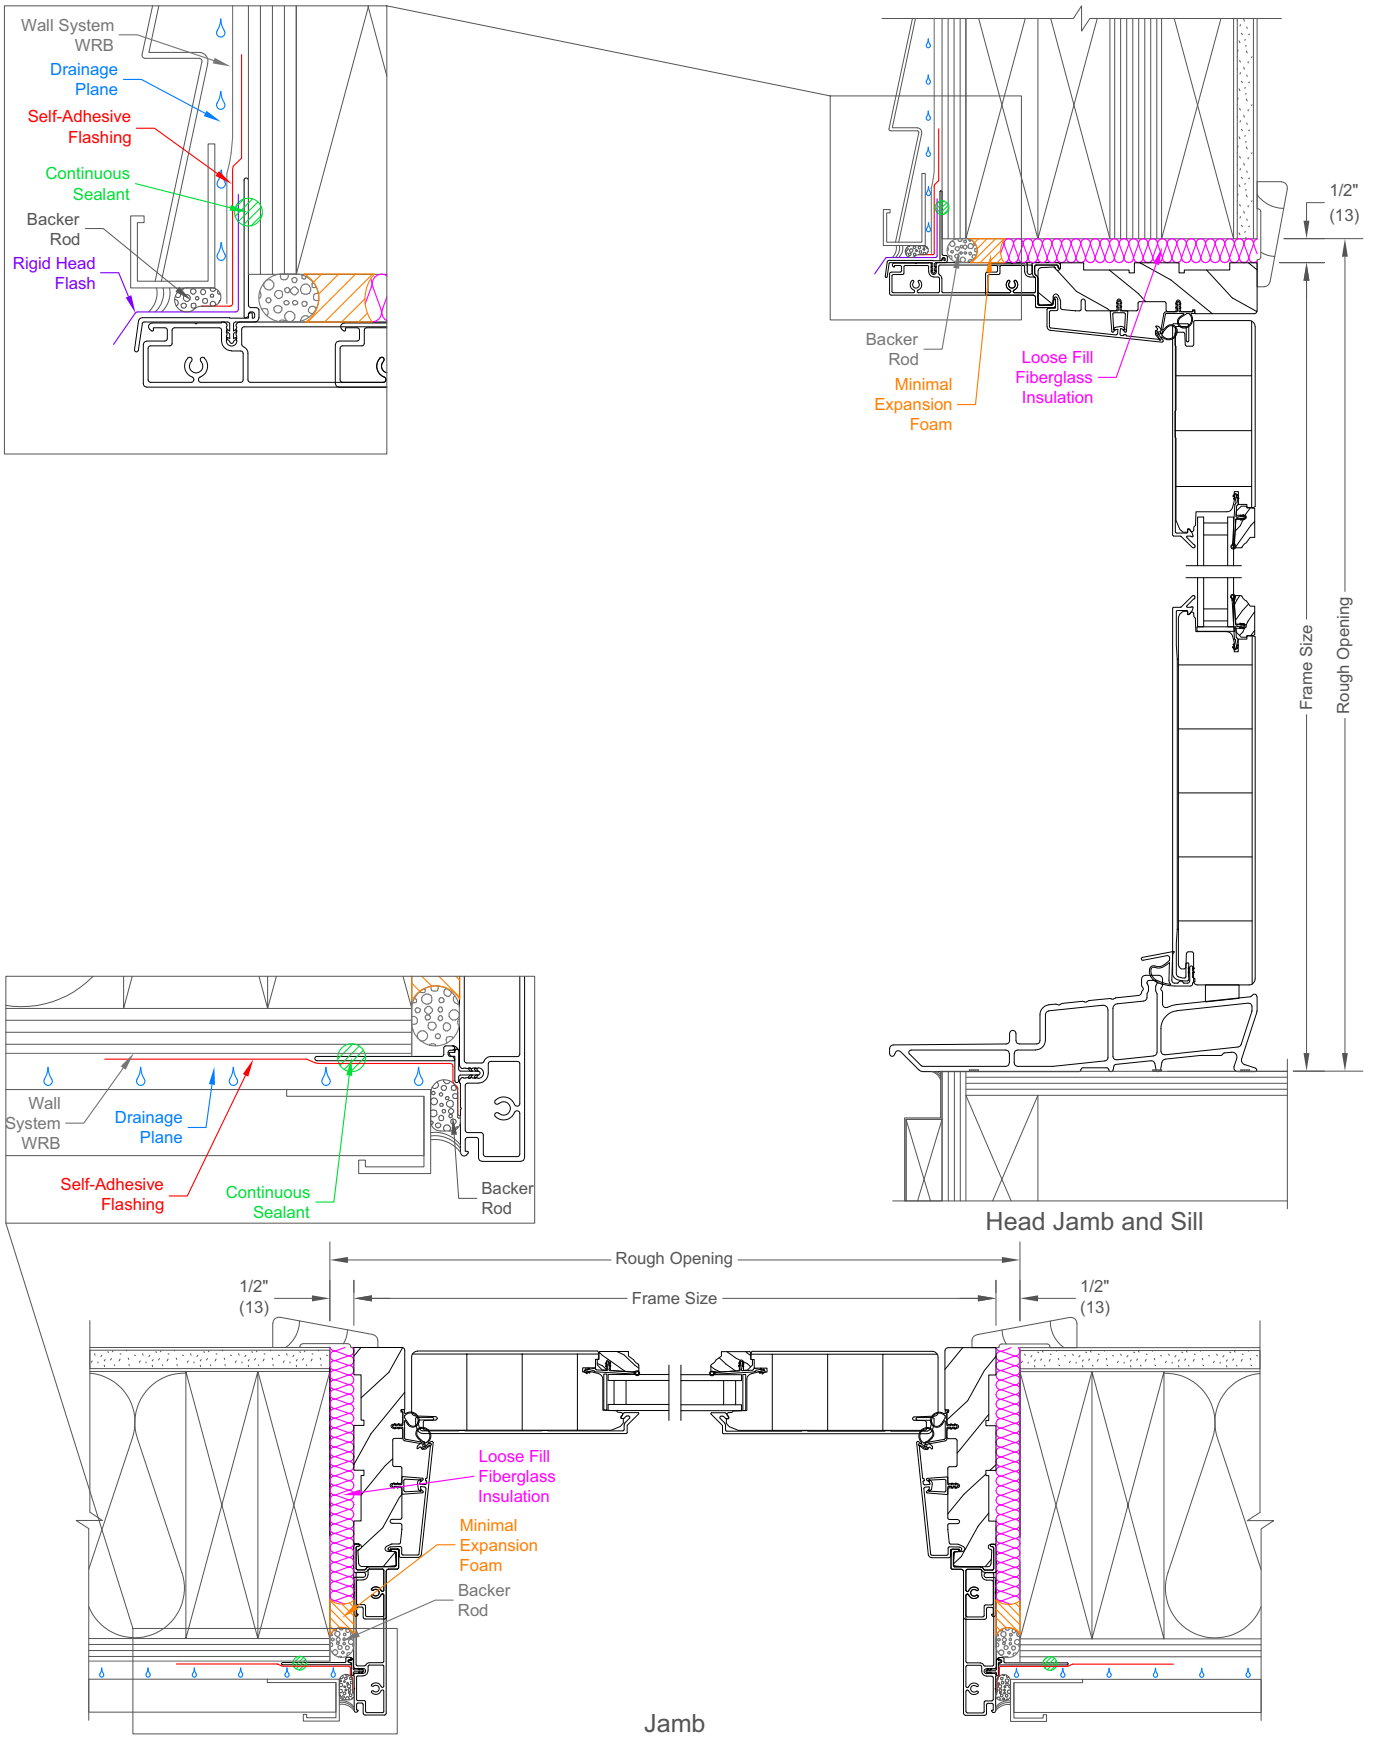 Wall System
WRB
Drainage
Plane
Self-Adhesive
Flashing
Continuous
Sealant
Backer
Rod
Rigid Head
Flash
1/2"
(13)
Backer
Rod
Minimal
Expansion
Foam
Loose Fill
Fiberglass
Insulation
Frame Size
Rough Opening
Wall
System
WRB
Drainage
Plane
Self-Adhesive
Flashing
Continuous
Sealant
Backer
Rod
Head Jamb and Sill
Rough Opening
1/2"
(13)
Frame Size
1/2"
(13)
Loose Fill
Fiberglass
Insulation
Minimal
Expansion
Foam
Backer
Rod
Jamb